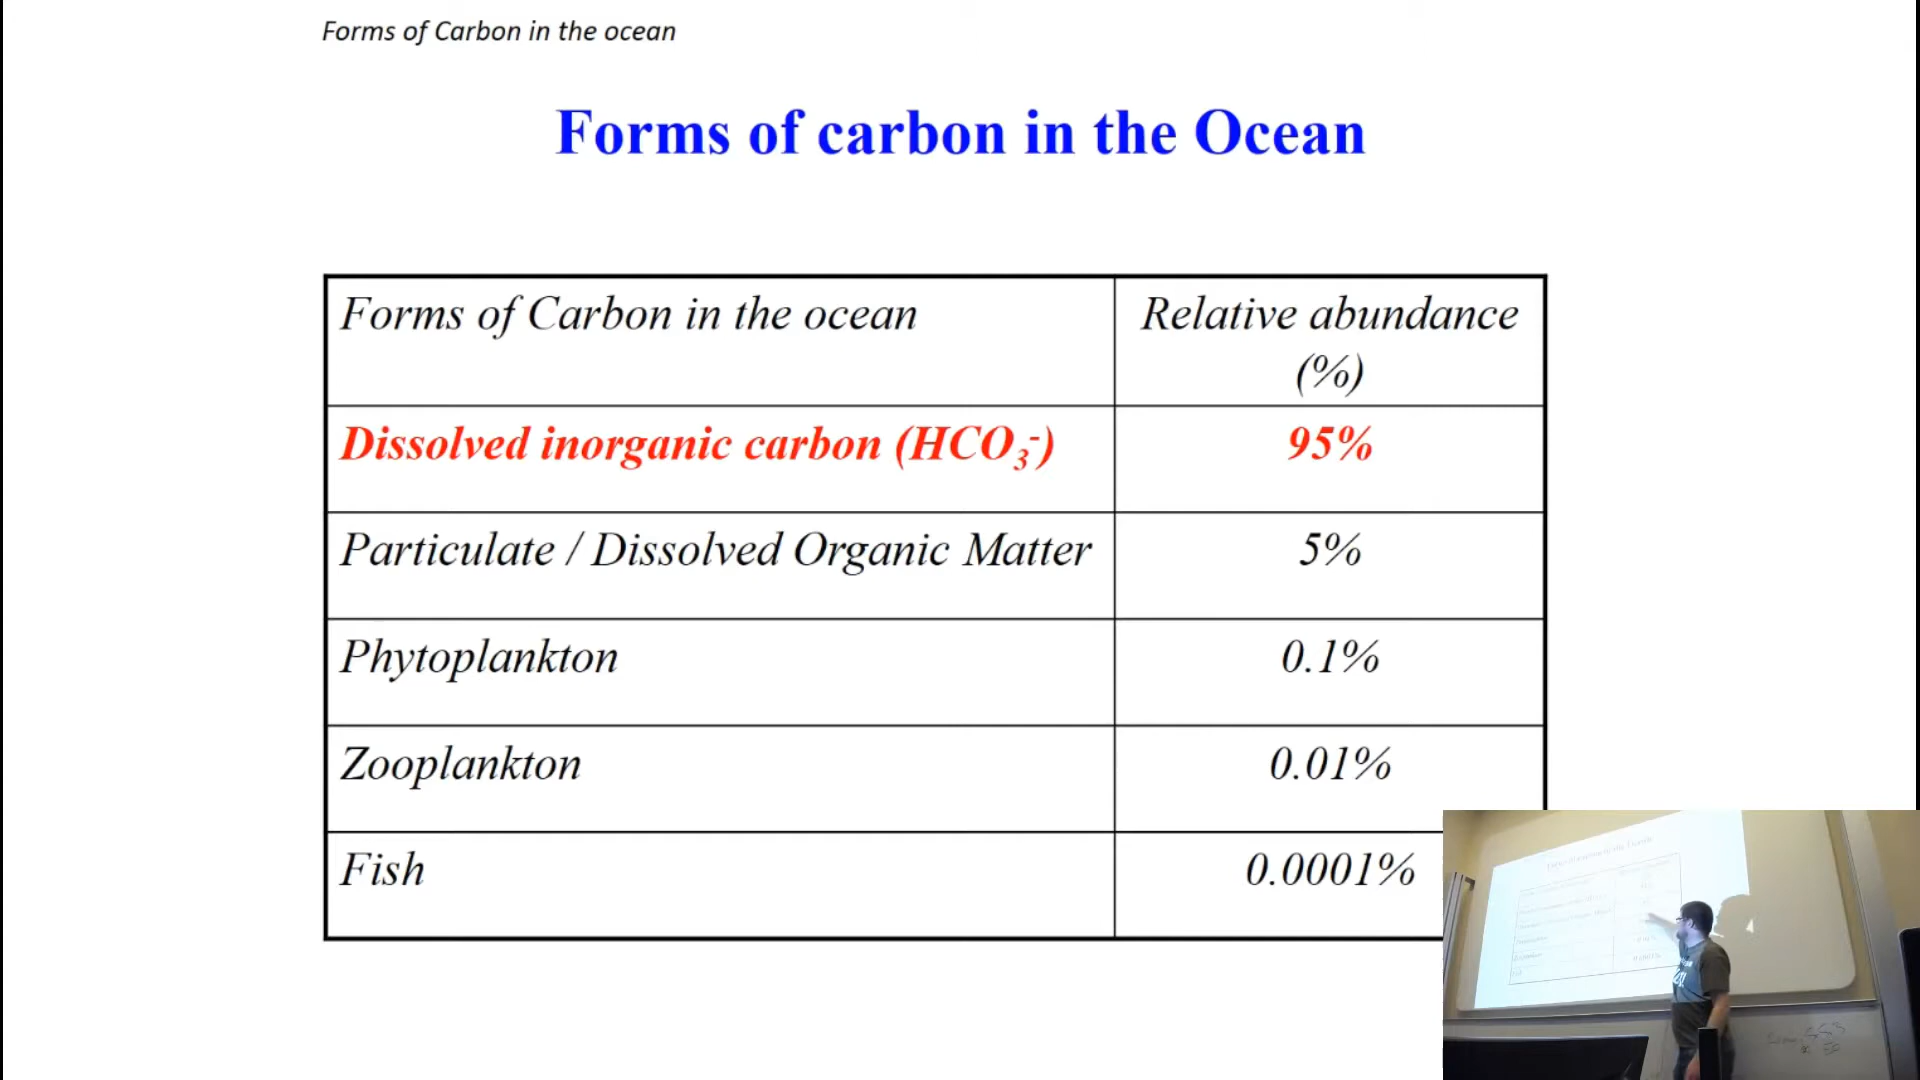 Forms of Carbon in the ocean
Forms of carbon in the Ocean
Forms of Carbon in the ocean Relative abundance
(%)
Dissolved inorganic carbon (HCO₃⁻) 95%
Particulate / Dissolved Organic Matter 5%
Phytoplankton 0.1%
Zooplankton 0.01%
Fish 0.0001%